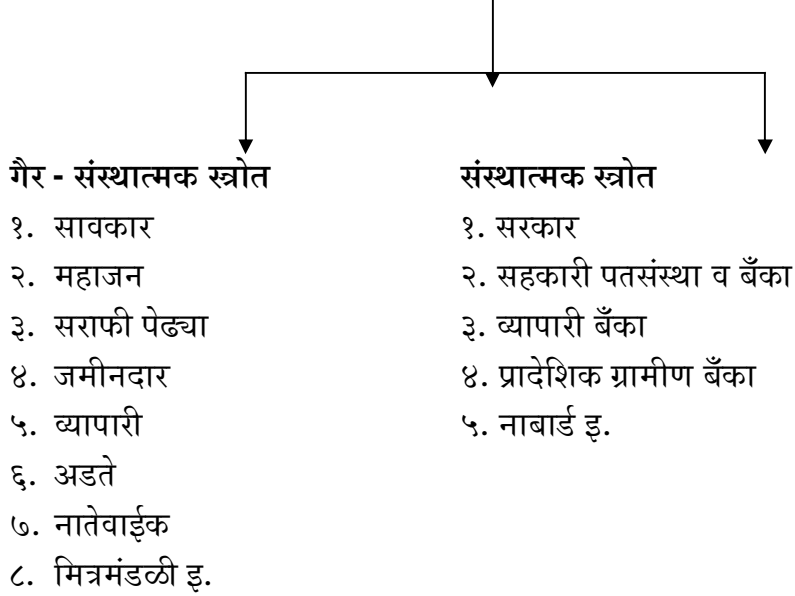 गैर - संस्थात्मक स्त्रोत
१. सावकार
२. महाजन
३. सराफी पेढ्या
४. जमीनदार
५. व्यापारी
६. अडते
७. नातेवाईक
८. मित्रमंडळी इ.
संस्थात्मक स्त्रोत
१. सरकार
२. सहकारी पतसंस्था व बँका
३. व्यापारी बँका
४. प्रादेशिक ग्रामीण बँका
५. नाबार्ड इ.